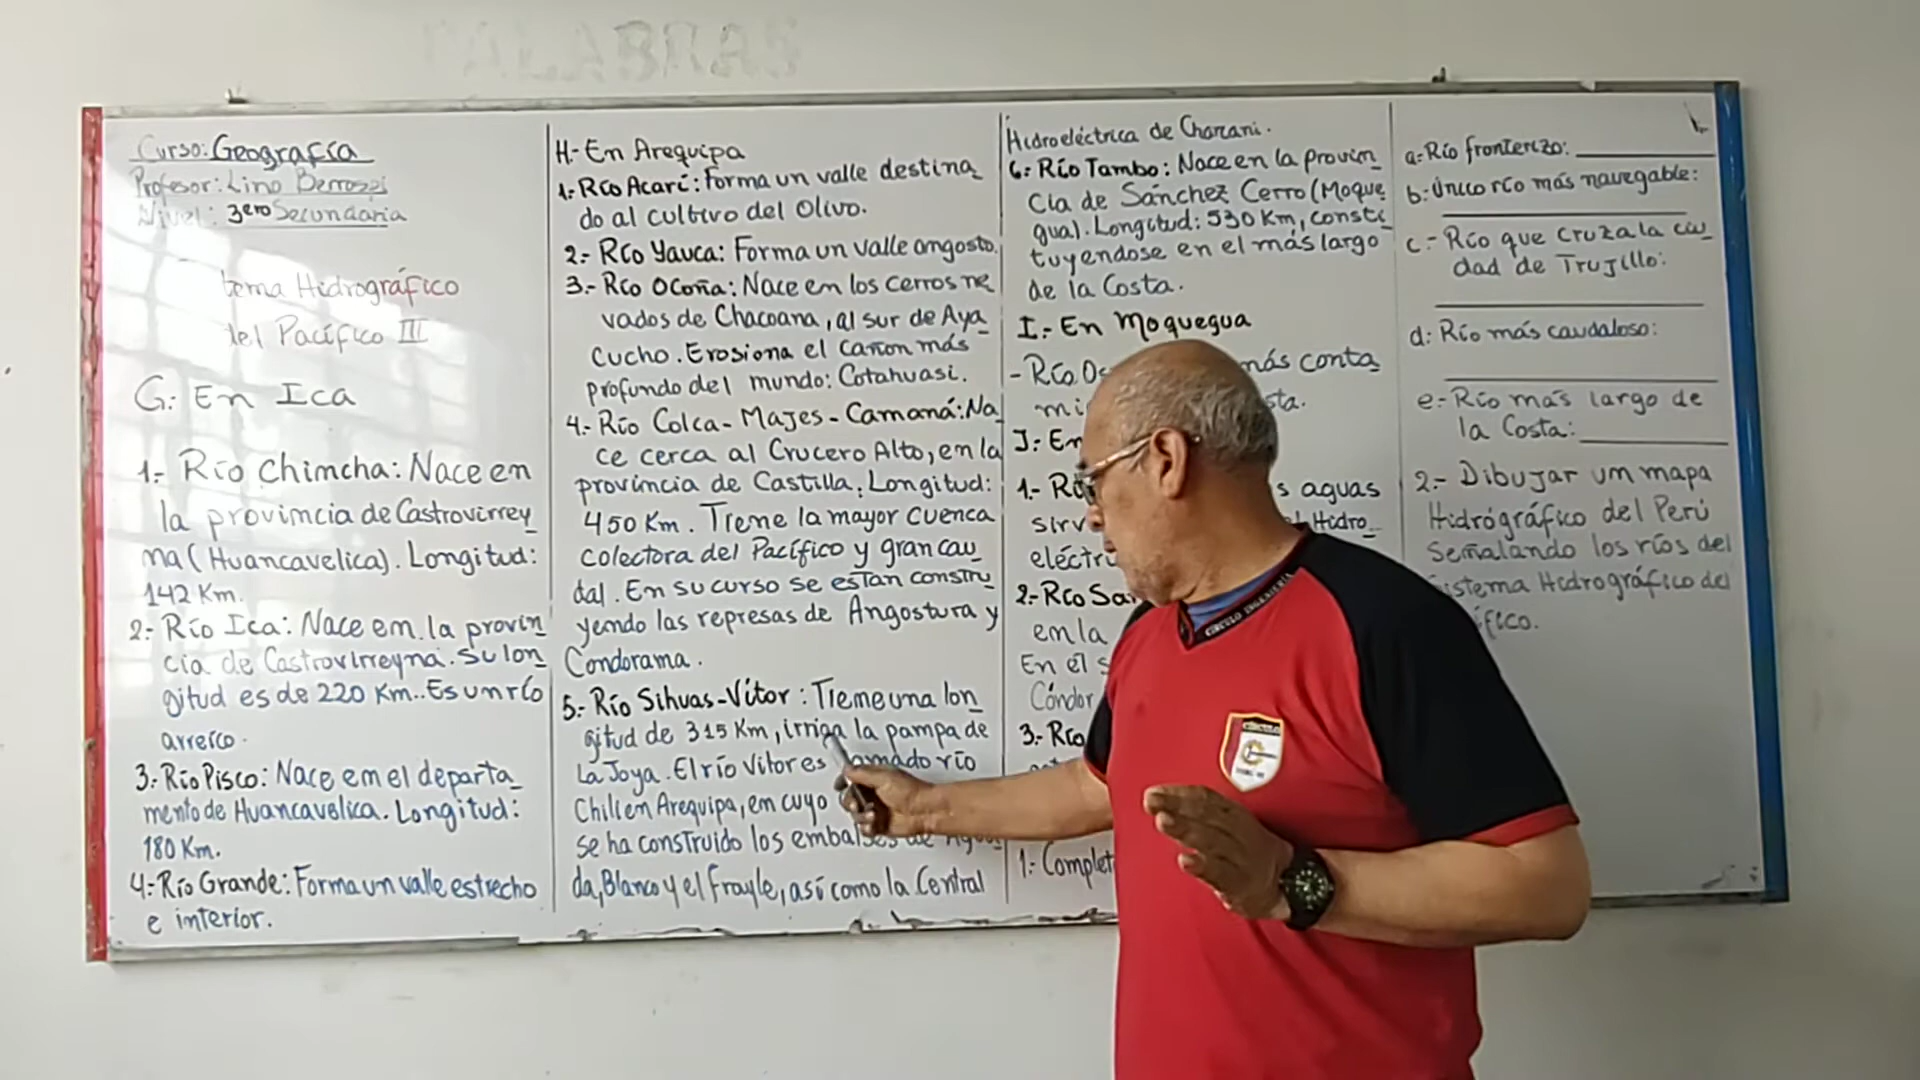 Curso: Geografía
Profesor: Lino Berrospi
Nivel: 3ero Secundaria
tema Hidrográfico
del Pacífico III
G.- En Ica
1.- Río Chimcha: Nace en
la provincia de Castrovirrey
na (Huancavelica). Longitud:
142 Km.
2.- Río Ica: Nace en la provin
cia de Castrovirreyna. Su lon
gitud es de 220 Km.. Es un río
arreico.
3.- Río Pisco: Nace en el departa
mento de Huancavelica. Longitud:
180 Km.
4.- Río Grande: Forma un valle estrecho
e interior.
H.- En Arequipa
1.- Río Acarí: Forma un valle destina
do al cultivo del Olivo.
2.- Río Yauca: Forma un valle angosto.
3.- Río Ocoña: Nace en los cerros ne
vados de Chacoana, al sur de Aya
cucho. Erosiona el cañon más
profundo del mundo: Cotahuasi.
4.- Río Colca - Majes - Camaná: Na
ce cerca al Crucero Alto, en la
provincia de Castilla. Longitud:
450 Km. Tiene la mayor cuenca
colectora del Pacífico y gran cau
dal. En su curso se estan constru
yendo las represas de Angostura y
Condorama.
5.- Río Sihuas-Vítor: Tiene una lon
gitud de 315 Km, irriga la pampa de
La Joya. El río Vitor es llamado río
Chili en Arequipa, en cuyo
se ha construido los embalses de Agua
da, Blanco y el Frayle, así como la Central
Hidroeléctrica de Charcani.
6.- Río Tambo: Nace en la provin
cia de Sánchez Cerro (Moque
gua). Longitud: 530 Km, consti
tuyendose en el más largo
de la Costa.
I.- En Moquegua
- Río más conta
mi sta.
J.- En
1.- Río s aguas
sirv Hidro
eléctri
2.- Río Sa
en la
En el s
Cóndor
3.- Río
1.- Complet
a.- Río fronterizo:
b.- Único río más navegable:
c.- Río que cruza la ciu
dad de Trujillo:
d: Río más caudaloso:
e.- Río más largo de
la Costa:
2.- Dibujar un mapa
Hidrógráfico del Perú
Señalando los ríos del
istema Hidrográfico del
ífico.
CÍRCULO INGENIERÍA
CÍRCULO